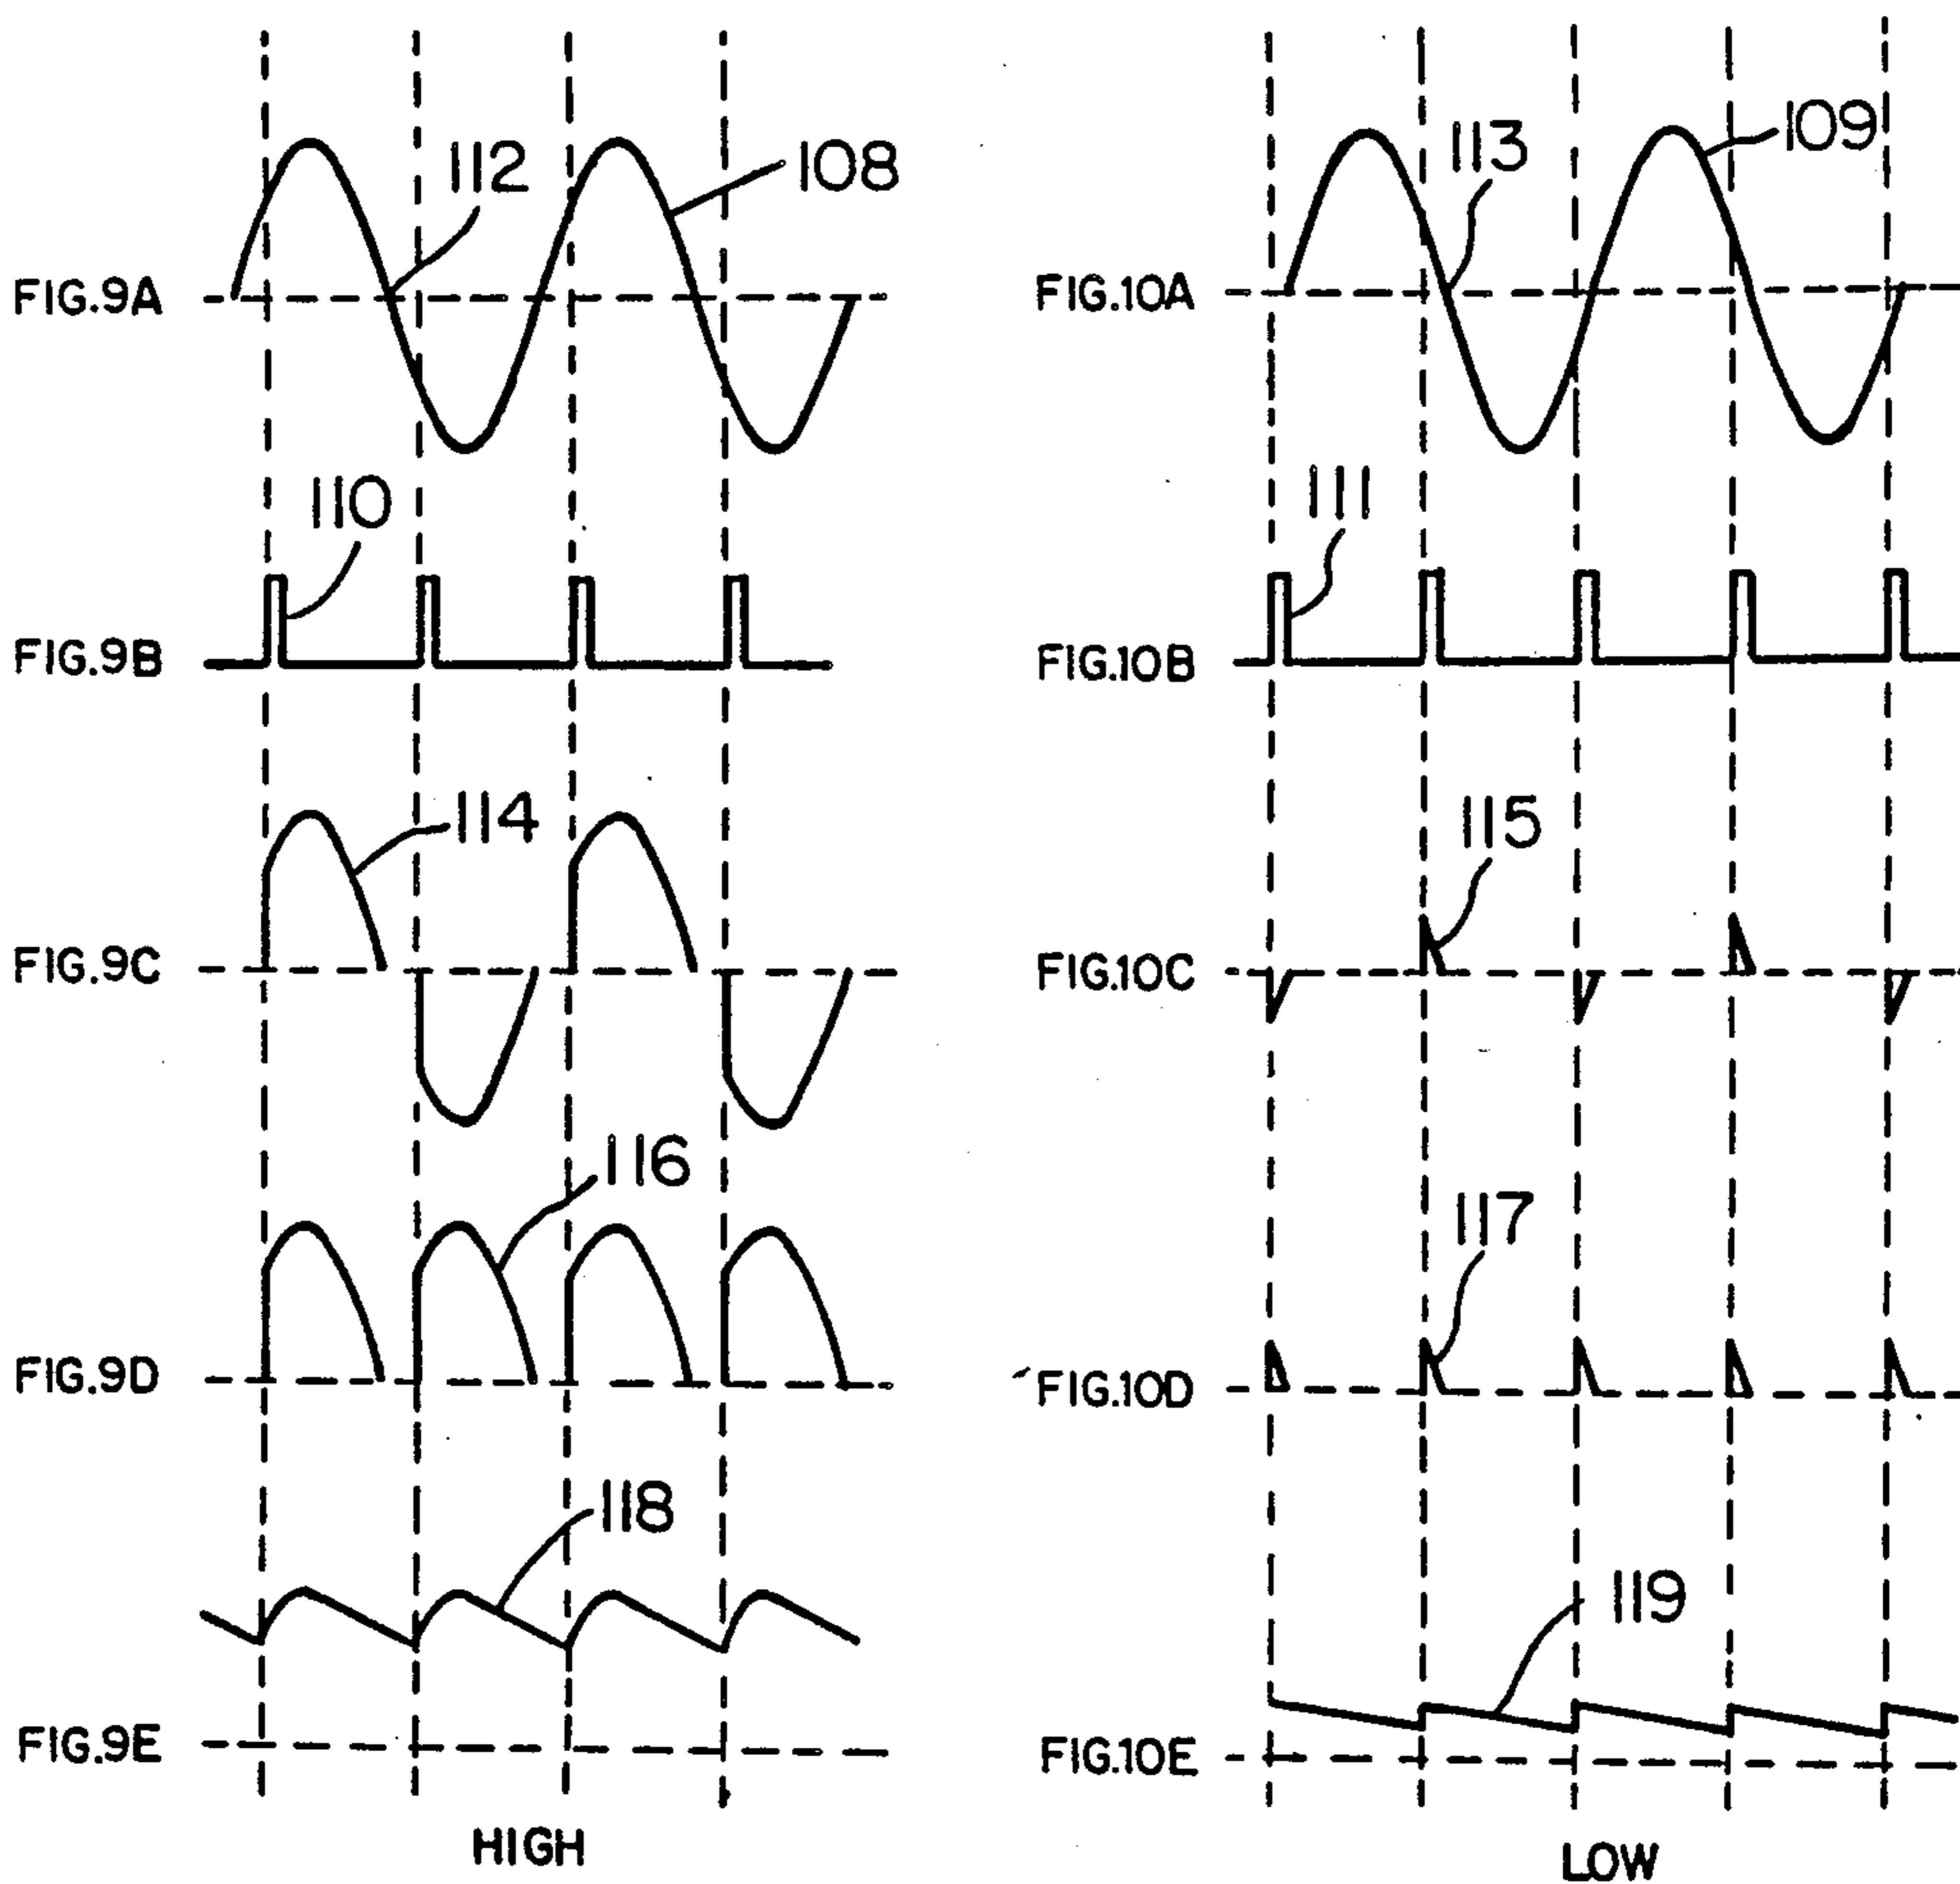 112
108
FIG.9A
110
FIG.9B
114
FIG.9C
116
FIG.9D
118
FIG.9E
HIGH
113
109
FIG.10A
111
FIG.10B
115
FIG.10C
117
FIG.10D
119
FIG.10E
LOW